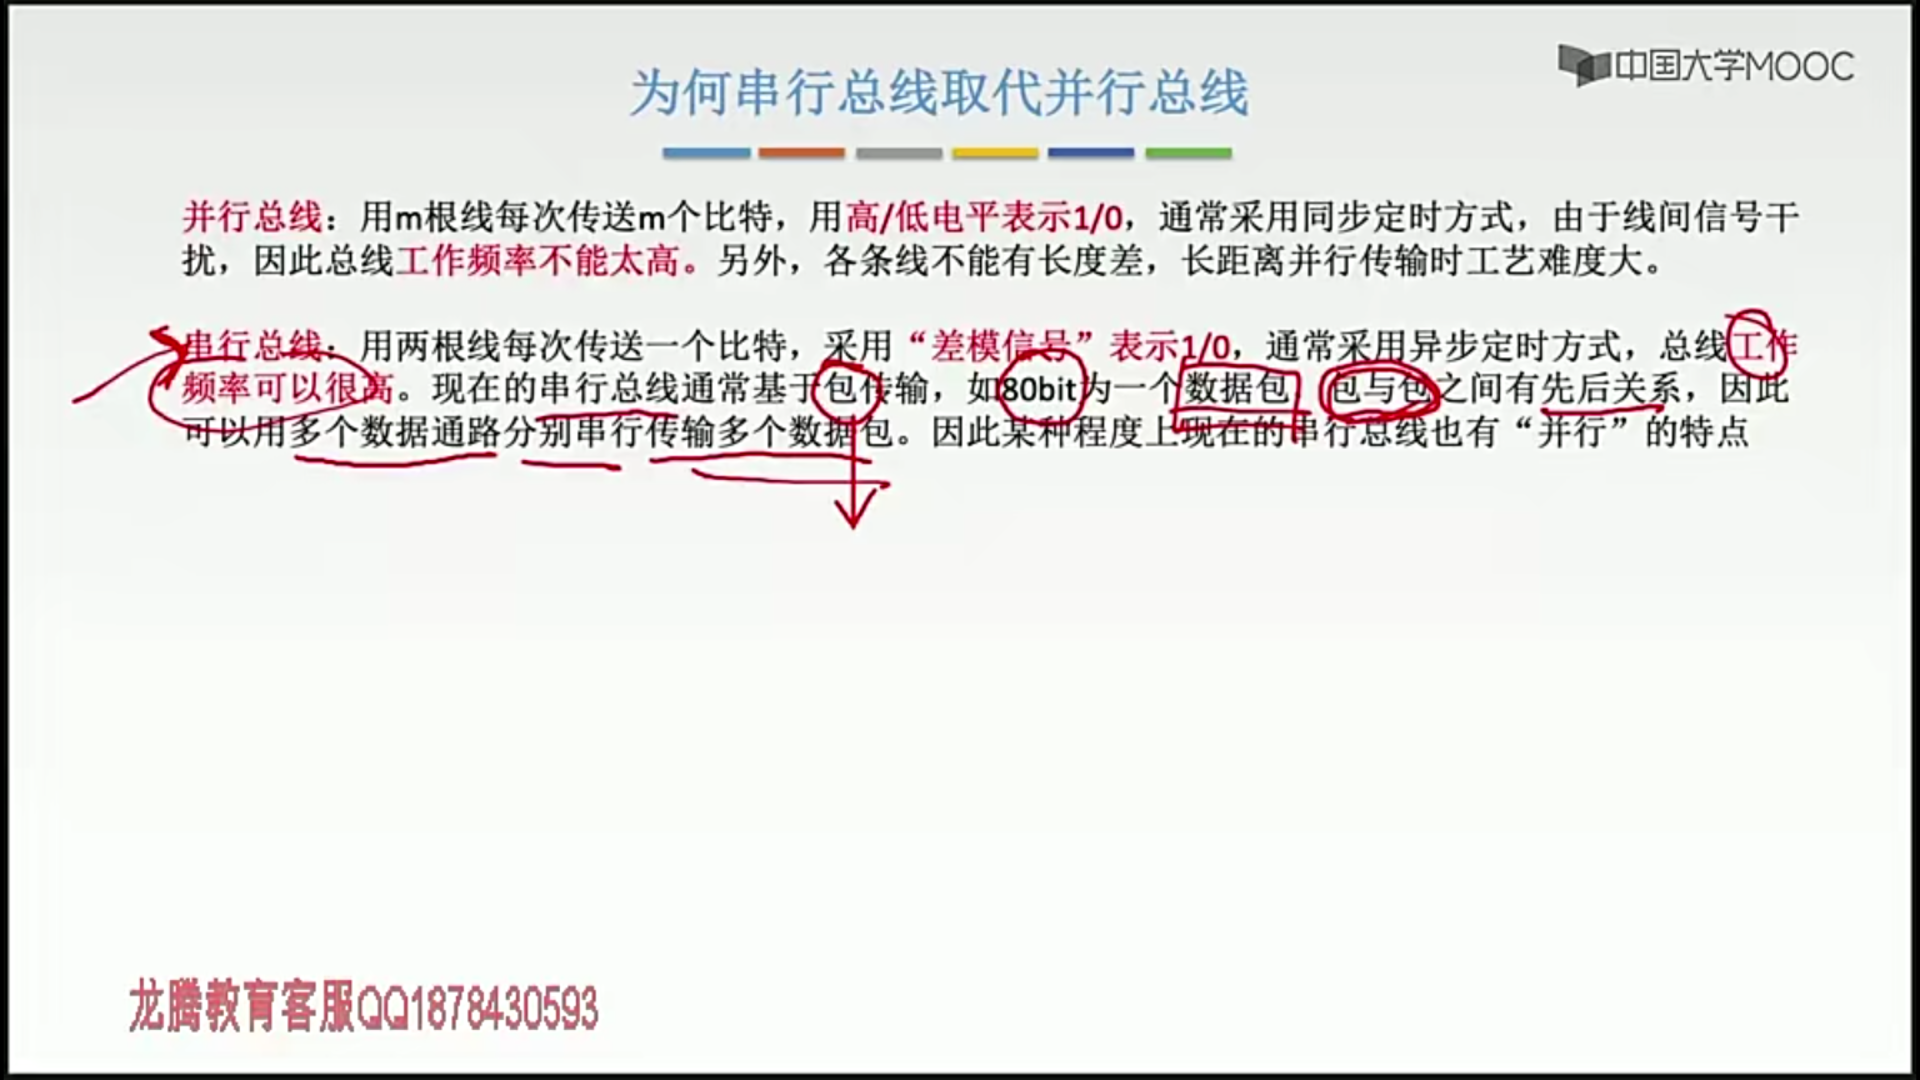 为何串行总线取代并行总线
中国大学MOOC
并行总线：用m根线每次传送m个比特，用高/低电平表示1/0，通常采用同步定时方式，由于线间信号干
扰，因此总线工作频率不能太高。另外，各条线不能有长度差，长距离并行传输时工艺难度大。
串行总线：用两根线每次传送一个比特，采用“差模信号”表示1/0，通常采用异步定时方式，总线工作
频率可以很高。现在的串行总线通常基于包传输，如80bit为一个数据包，包与包之间有先后关系，因此
可以用多个数据通路分别串行传输多个数据包。因此某种程度上现在的串行总线也有“并行”的特点
龙腾教育客服QQ1878430593